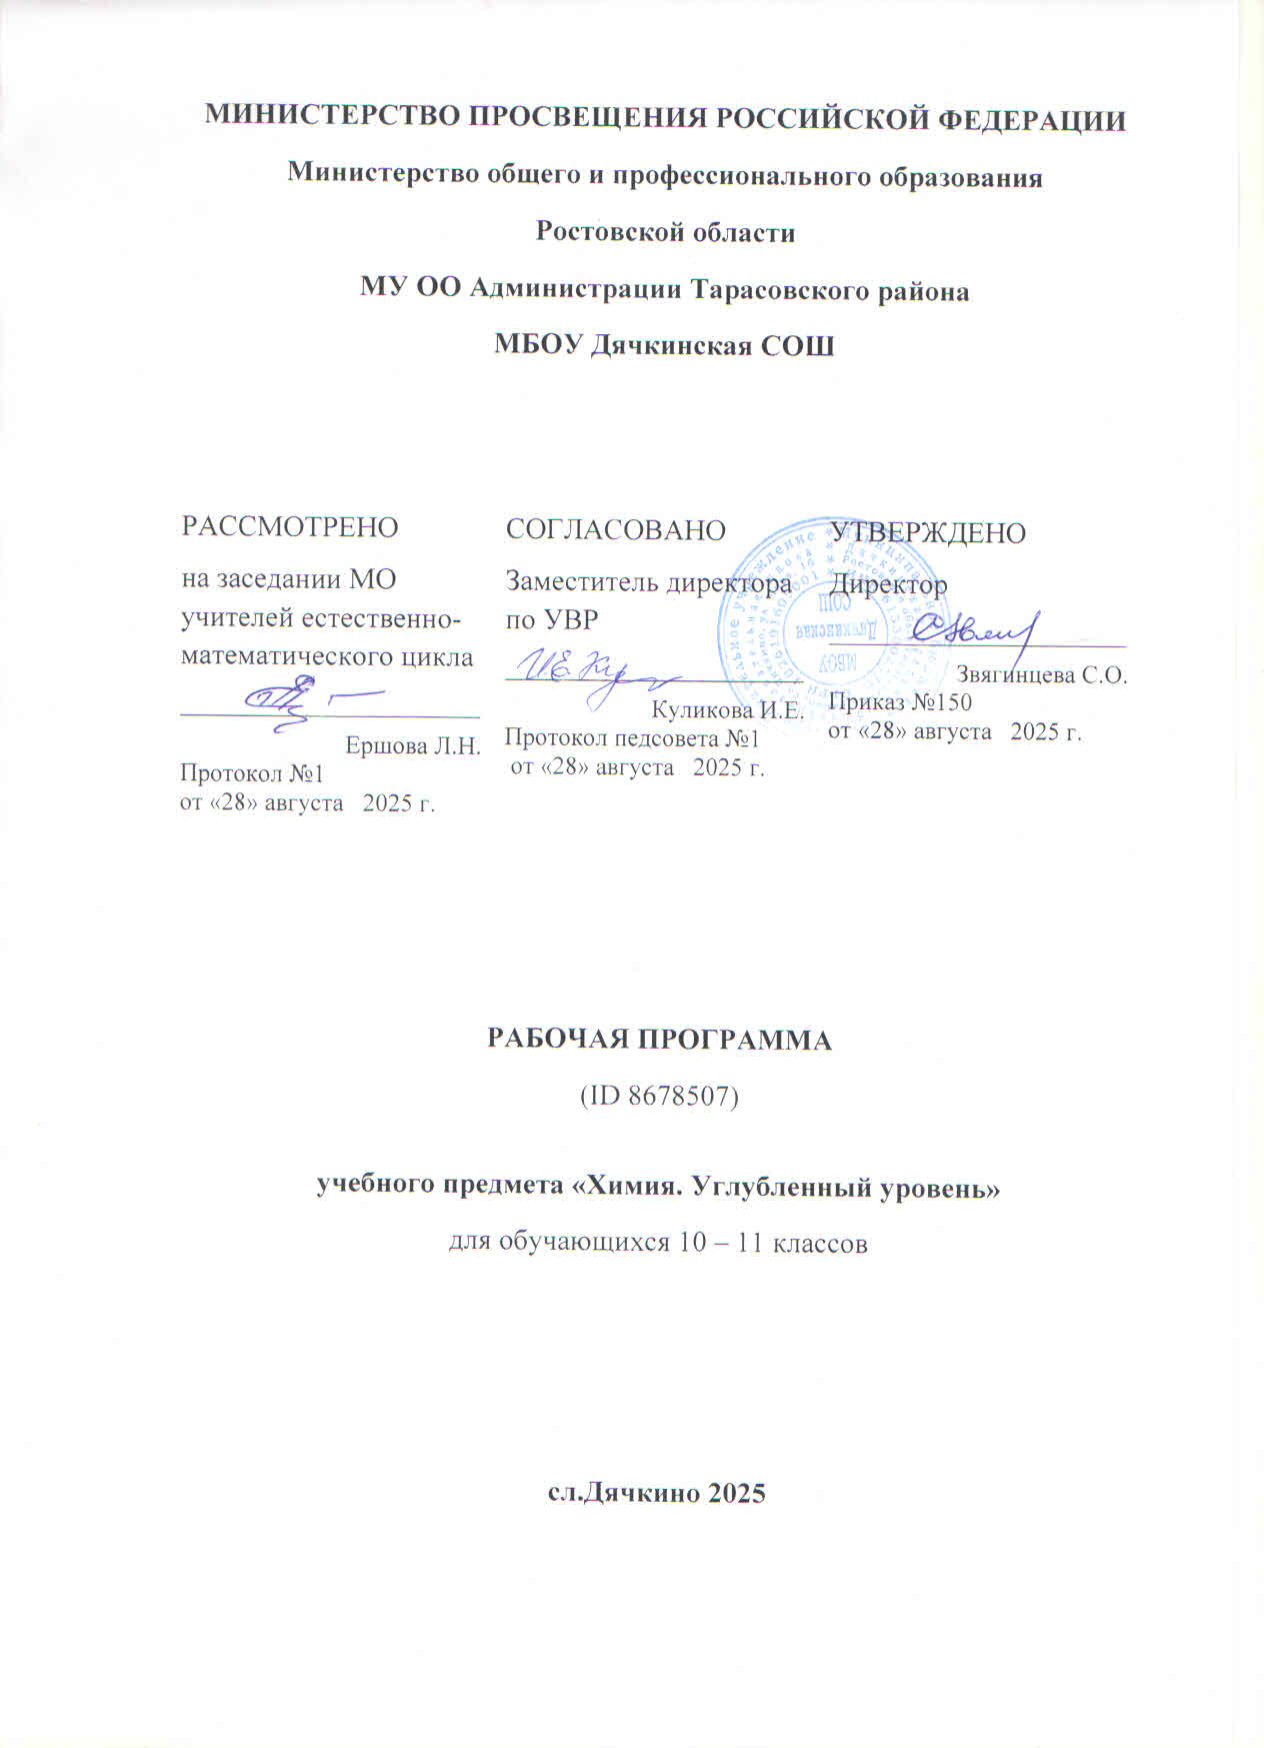 МИНИСТЕРСТВО ПРОСВЕЩЕНИЯ РОССИЙСКОЙ ФЕДЕРАЦИИ
Министерство общего и профессионального образования
Ростовской области
МУ ОО Администрации Тарасовского района
МБОУ Дячкинская СОШ
РАССМОТРЕНО
на заседании МО
учителей естественно-
математического цикла
Ершова Л.Н.
Протокол №1
от «28» августа 2025 г.
СОГЛАСОВАНО
Заместитель директора
по УВР
Куликова И.Е.
Протокол педсовета №1
от «28» августа 2025 г.
УТВЕРЖДЕНО
Директор
Звягинцева С.О.
Приказ №150
от «28» августа 2025 г.
МБОУ
Дячкинская
СОШ
РАБОЧАЯ ПРОГРАММА
(ID 8678507)
учебного предмета «Химия. Углубленный уровень»
для обучающихся 10 – 11 классов
сл.Дячкино 2025